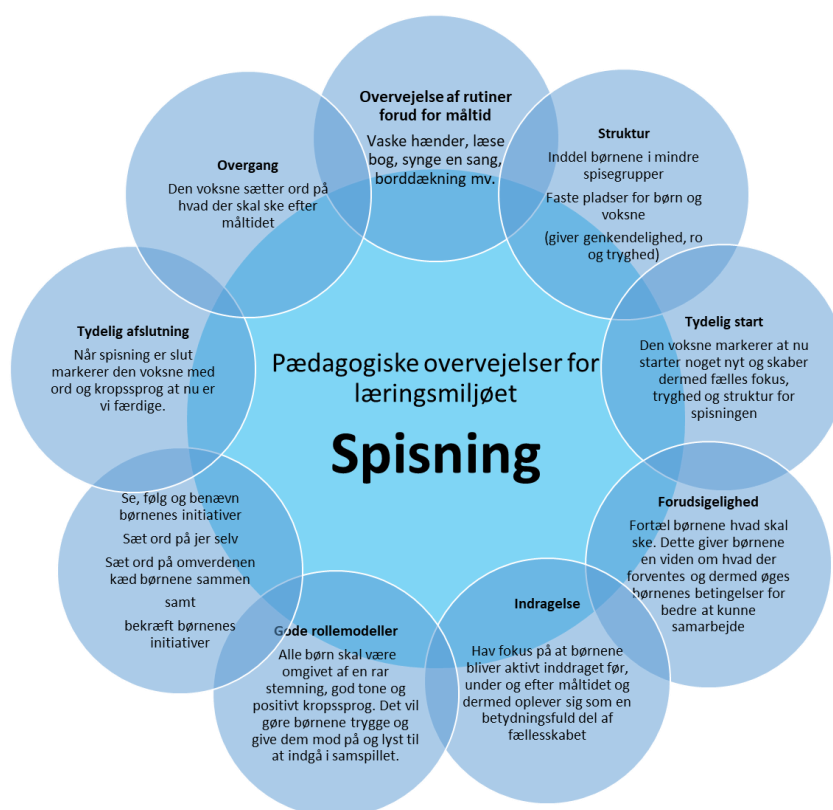 Overvejelse af rutiner
forud for måltid
Vaske hænder, læse
bog, synge en sang,
borddækning mv.
Struktur
Inddel børnene i mindre
spisegrupper
Faste pladser for børn og
voksne
(giver genkendelighed, ro
og tryghed)
Tydelig start
Den voksne markerer at nu
starter noget nyt og skaber
dermed fælles fokus,
tryghed og struktur for
spisningen
Forudsigelighed
Fortæl børnene hvad skal
ske. Dette giver børnene
en viden om hvad der
forventes og dermed øges
børnenes betingelser for
bedre at kunne
samarbejde
Indragelse
Hav fokus på at børnene
bliver aktivt inddraget før,
under og efter måltidet og
dermed oplever sig som en
betydningsfuld del af
fællesskabet
Gode rollemodeller
Alle børn skal være
omgivet af en rar
stemning, god tone og
positivt kropssprog. Det vil
gøre børnene trygge og
give dem mod på og lyst til
at indgå i samspillet.
Se, følg og benævn
børnenes initiativer
Sæt ord på jer selv
Sæt ord på omverdenen
kæd børnene sammen
samt
bekræft børnenes
initiativer
Tydelig afslutning
Når spisning er slut
markerer den voksne med
ord og kropssprog at nu er
vi færdige.
Overgang
Den voksne sætter ord på
hvad der skal ske efter
måltidet
Pædagogiske overvejelser for
læringsmiljøet
Spisning